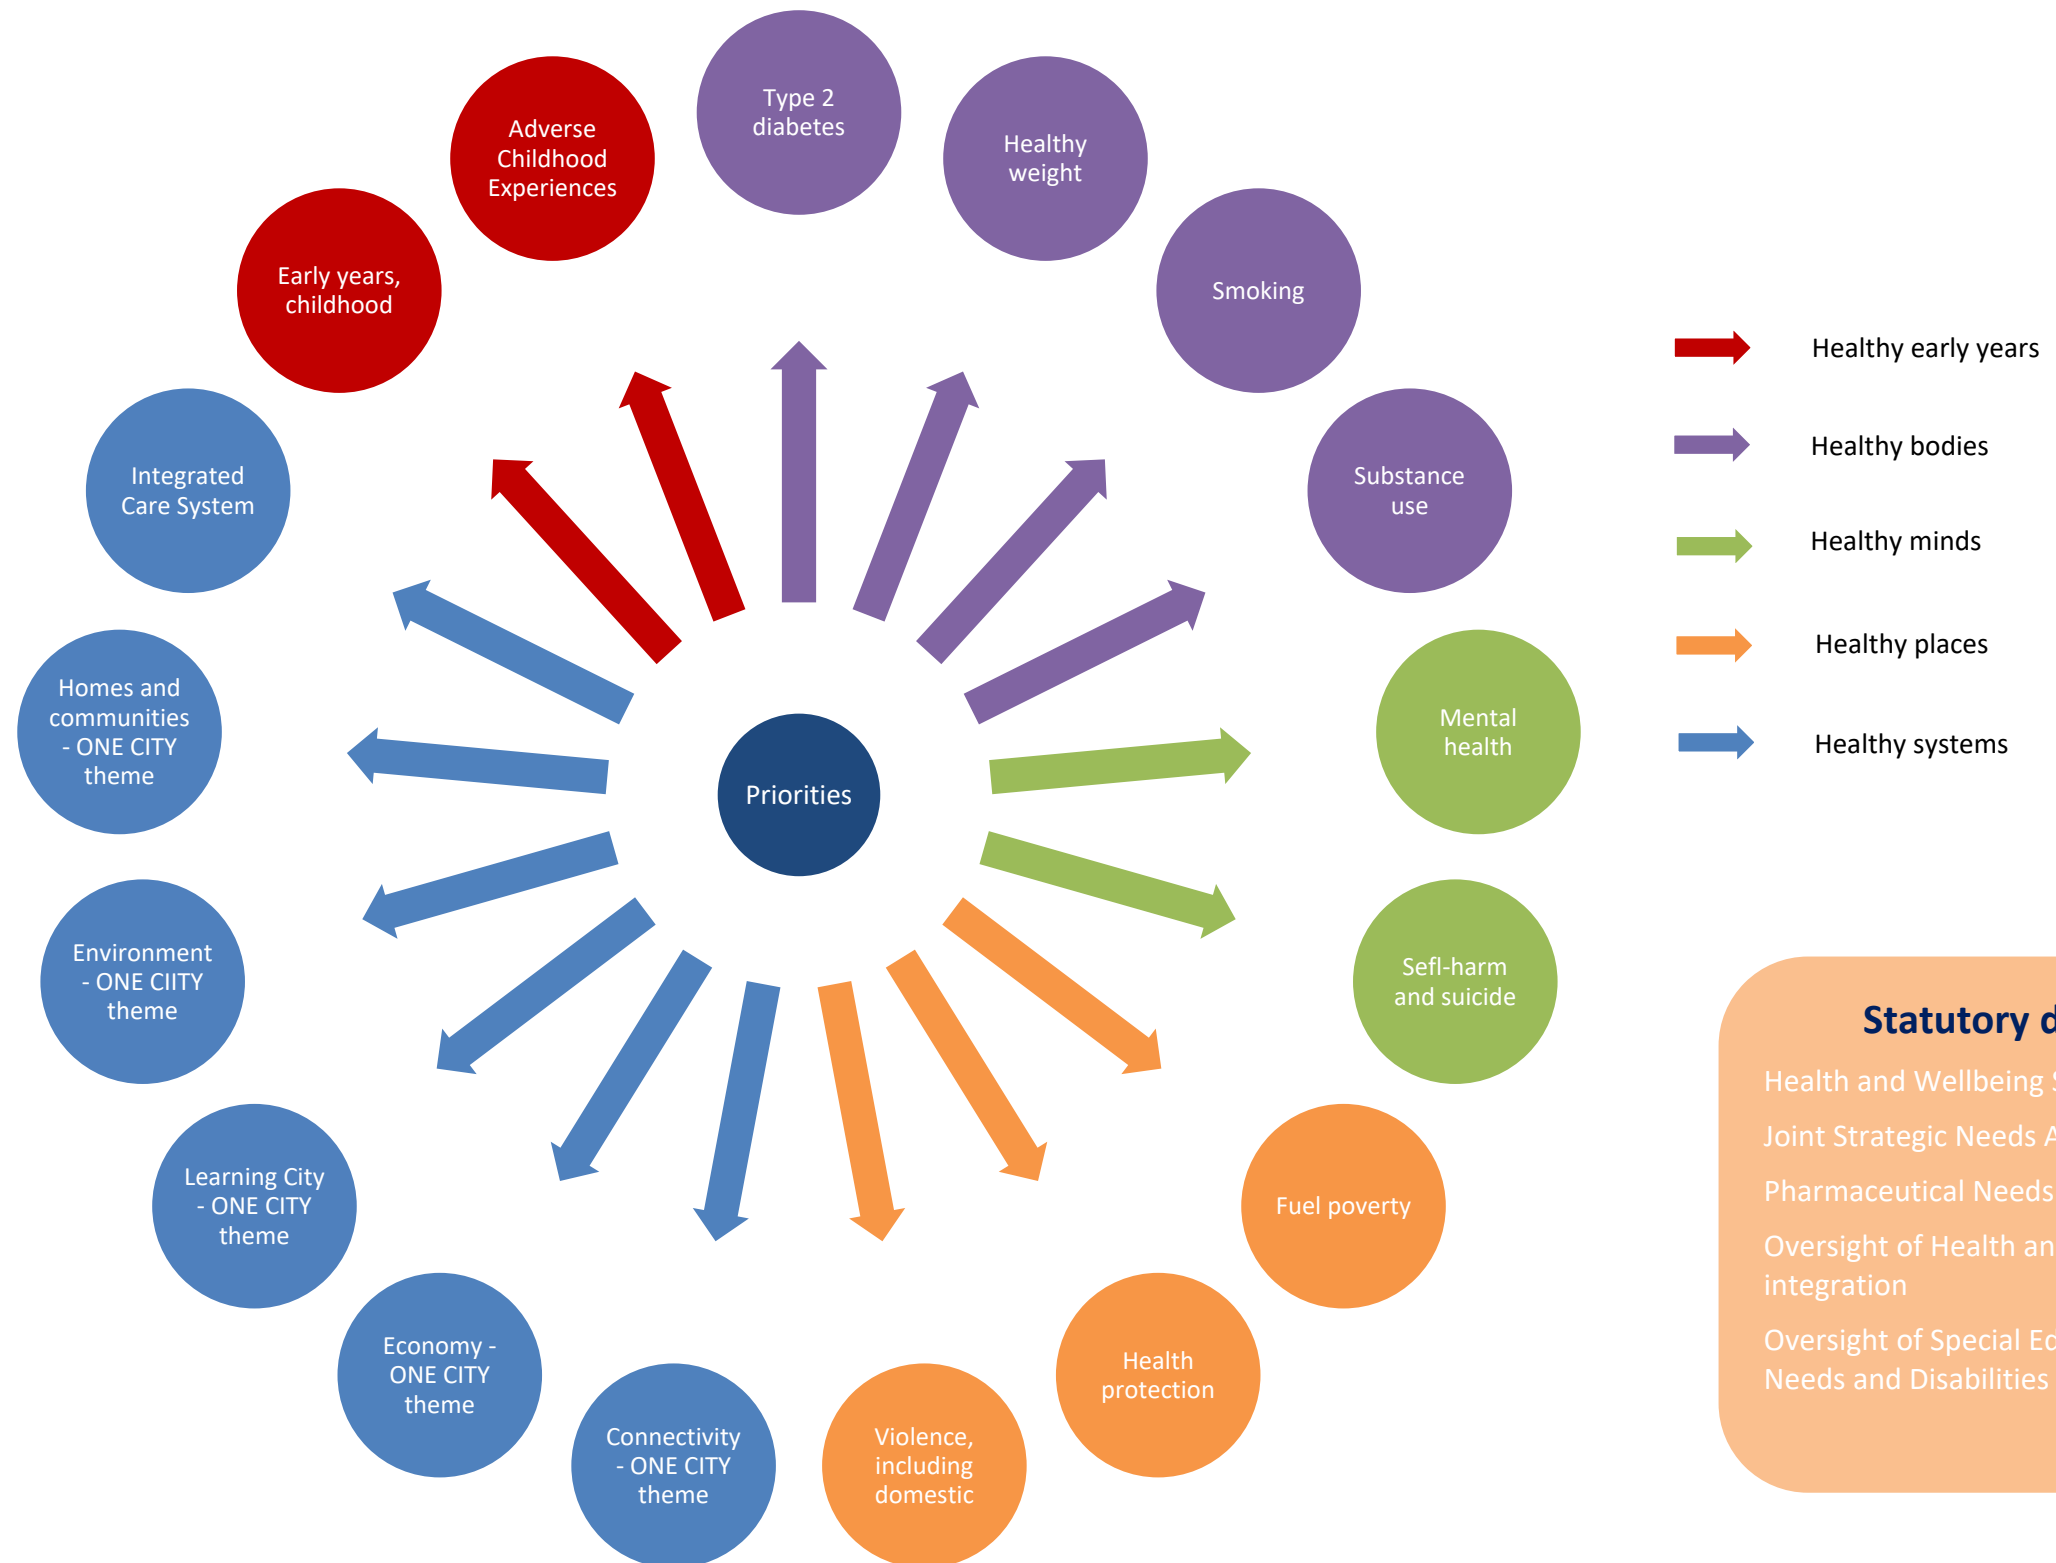 Type 2
diabetes
Healthy
weight
Smoking
Substance
use
Mental
health
Sefl-harm
and suicide
Fuel poverty
Health
protection
Violence,
including
domestic
Connectivity
- ONE CITY
theme
Economy -
ONE CITY
theme
Learning City
- ONE CITY
theme
Environment
- ONE CIITY
theme
Homes and
communities
- ONE CITY
theme
Integrated
Care System
Early years,
childhood
Adverse
Childhood
Experiences
Priorities
Healthy early years
Healthy bodies
Healthy minds
Healthy places
Healthy systems
Statutory
Health and Wellbeing
Joint Strategic Needs
Pharmaceutical Needs
Oversight of Health
integration
Oversight of Special
Needs and Disabilities